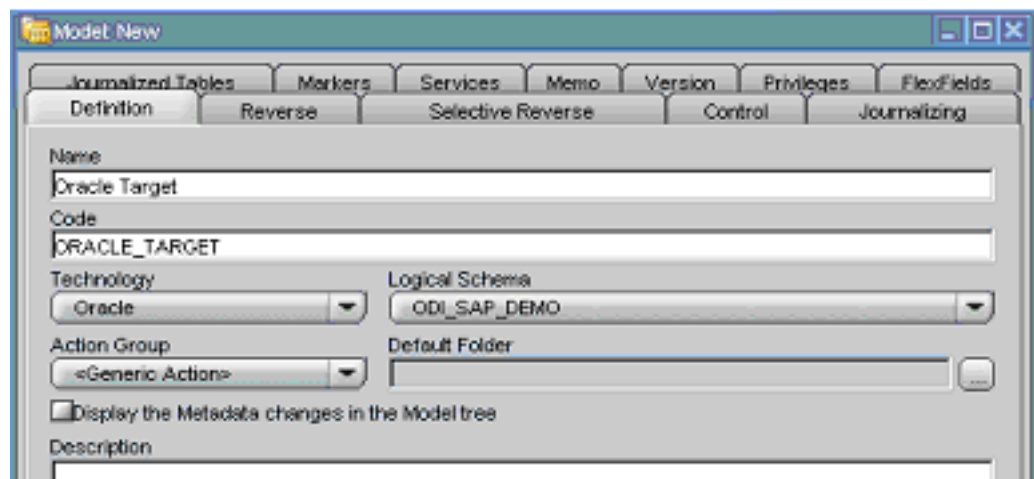 Model: New
Journalized Tables Markers Services Memo Version Privileges FlexFields
Definition Reverse Selective Reverse Control Journalizing
Name
Oracle Target
Code
ORACLE_TARGET
Technology Logical Schema
Oracle ODI_SAP_DEMO
Action Group Default Folder
<Generic Action> ...
Display the Metadata changes in the Model tree
Description